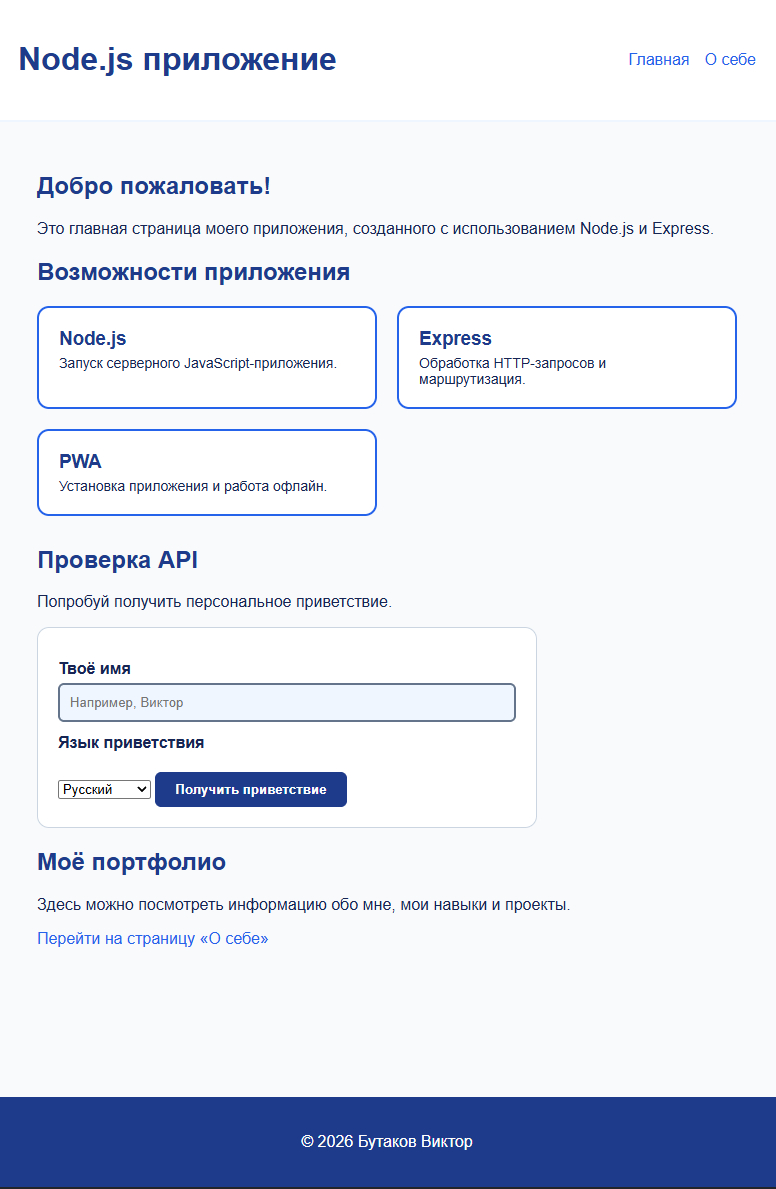 Node.js приложение
Главная О себе
Добро пожаловать!
Это главная страница моего приложения, созданного с использованием Node.js и Express.
Возможности приложения
Node.js
Запуск серверного JavaScript-приложения.
Express
Обработка HTTP-запросов и
маршрутизация.
PWA
Установка приложения и работа офлайн.
Проверка API
Попробуй получить персональное приветствие.
Твоё имя
Например, Виктор
Язык приветствия
Русский
Получить приветствие
Моё портфолио
Здесь можно посмотреть информацию обо мне, мои навыки и проекты.
Перейти на страницу «О себе»
© 2026 Бутаков Виктор